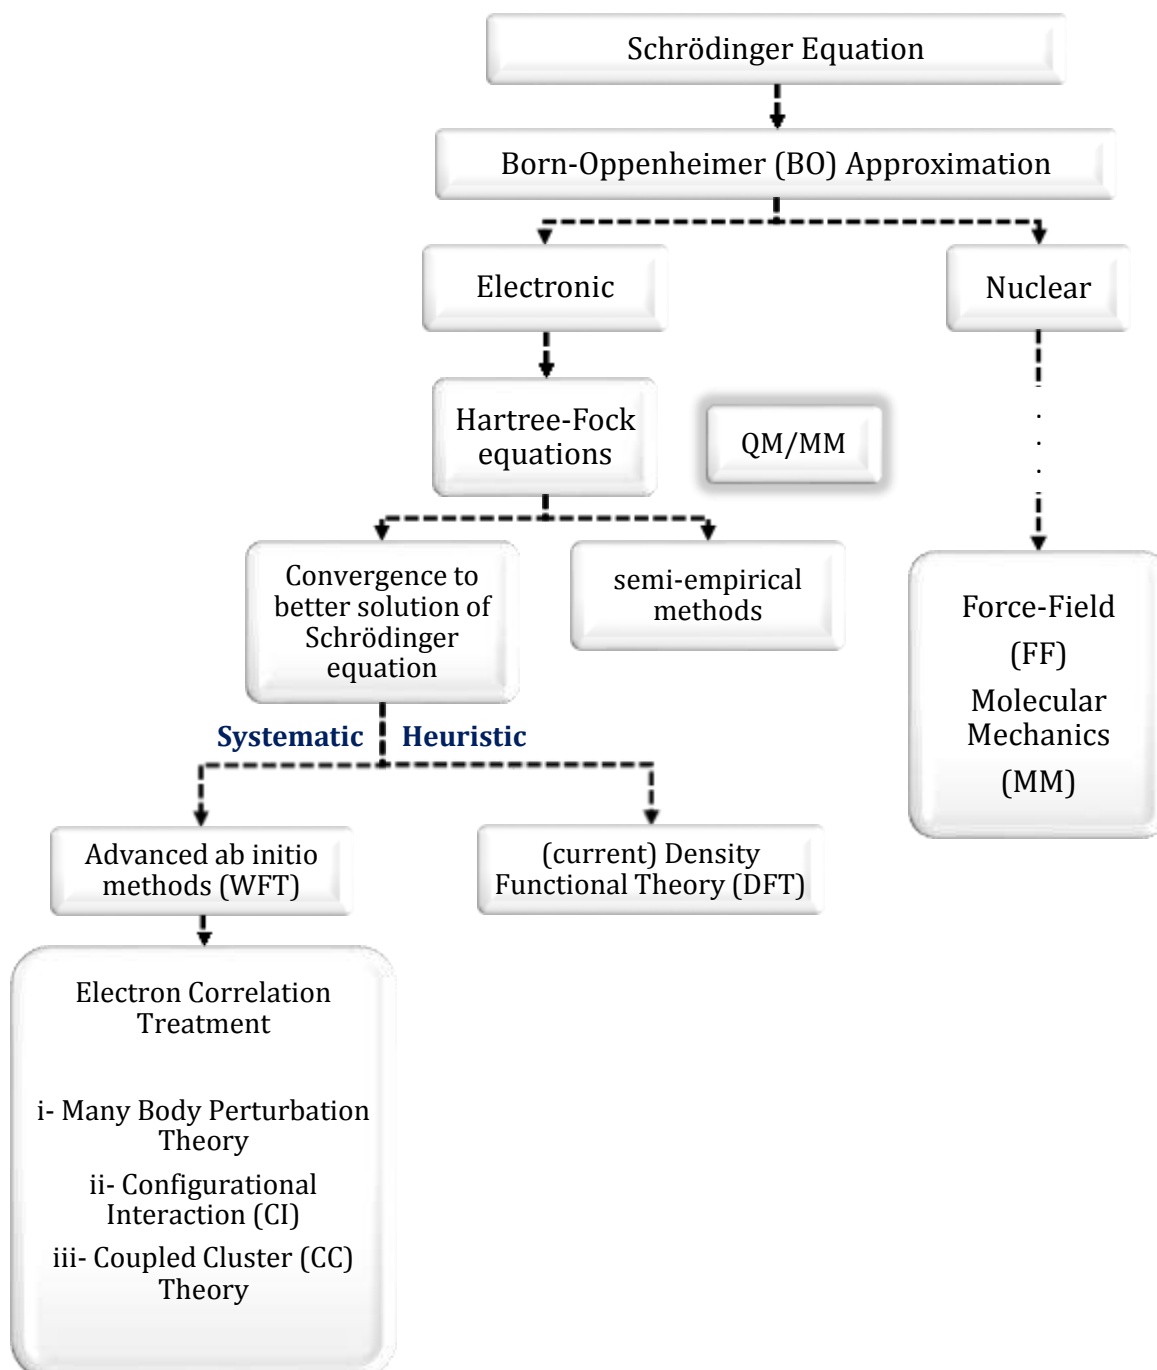 Schrödinger Equation
Born-Oppenheimer (BO) Approximation
Electronic
Nuclear
Hartree-Fock
equations
QM/MM
.
.
.
.
Convergence to
better solution of
Schrödinger
equation
semi-empirical
methods
Force-Field
(FF)
Molecular
Mechanics
(MM)
Systematic
Heuristic
Advanced ab initio
methods (WFT)
(current) Density
Functional Theory (DFT)
Electron Correlation
Treatment
i- Many Body Perturbation
Theory
ii- Configurational
Interaction (CI)
iii- Coupled Cluster (CC)
Theory